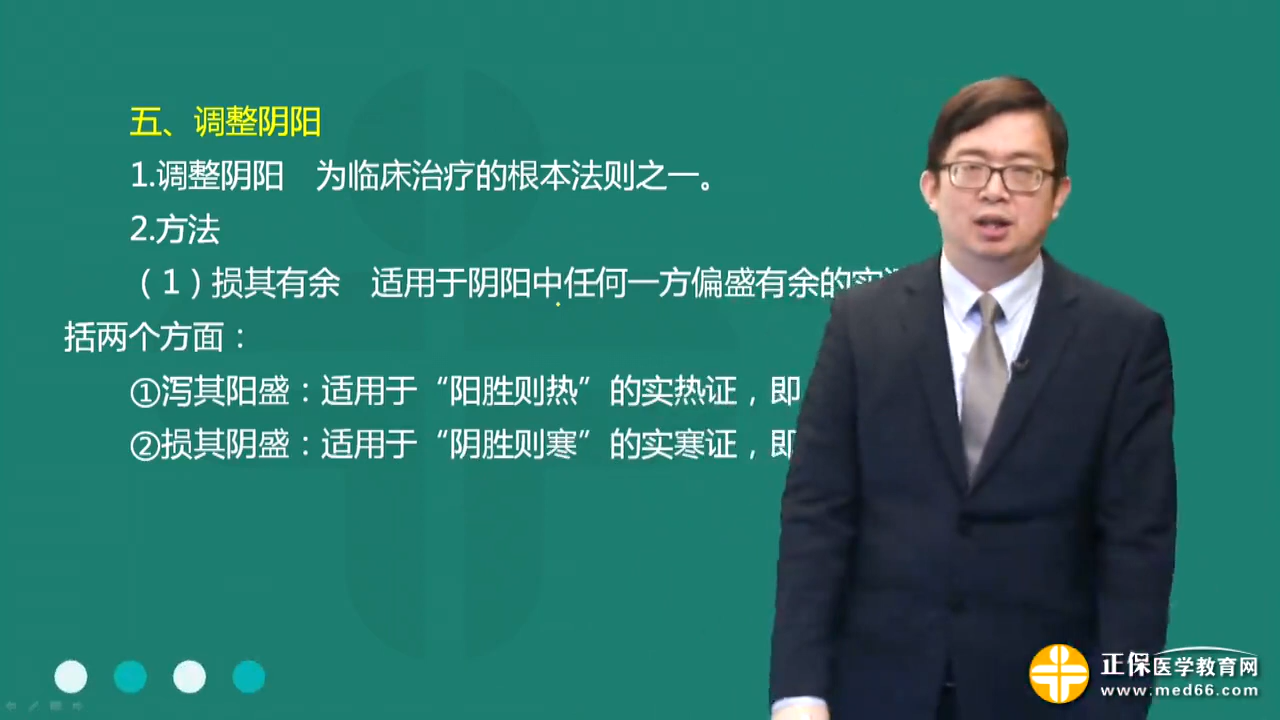 五、调整阴阳
1.调整阴阳　为临床治疗的根本法则之一。
2.方法
（1）损其有余　适用于阴阳中任何一方偏盛有余的实
括两个方面：
①泻其阳盛：适用于“阳胜则热”的实热证，即
②损其阴盛：适用于“阴胜则寒”的实寒证，即
正保医学教育网
www.med66.com